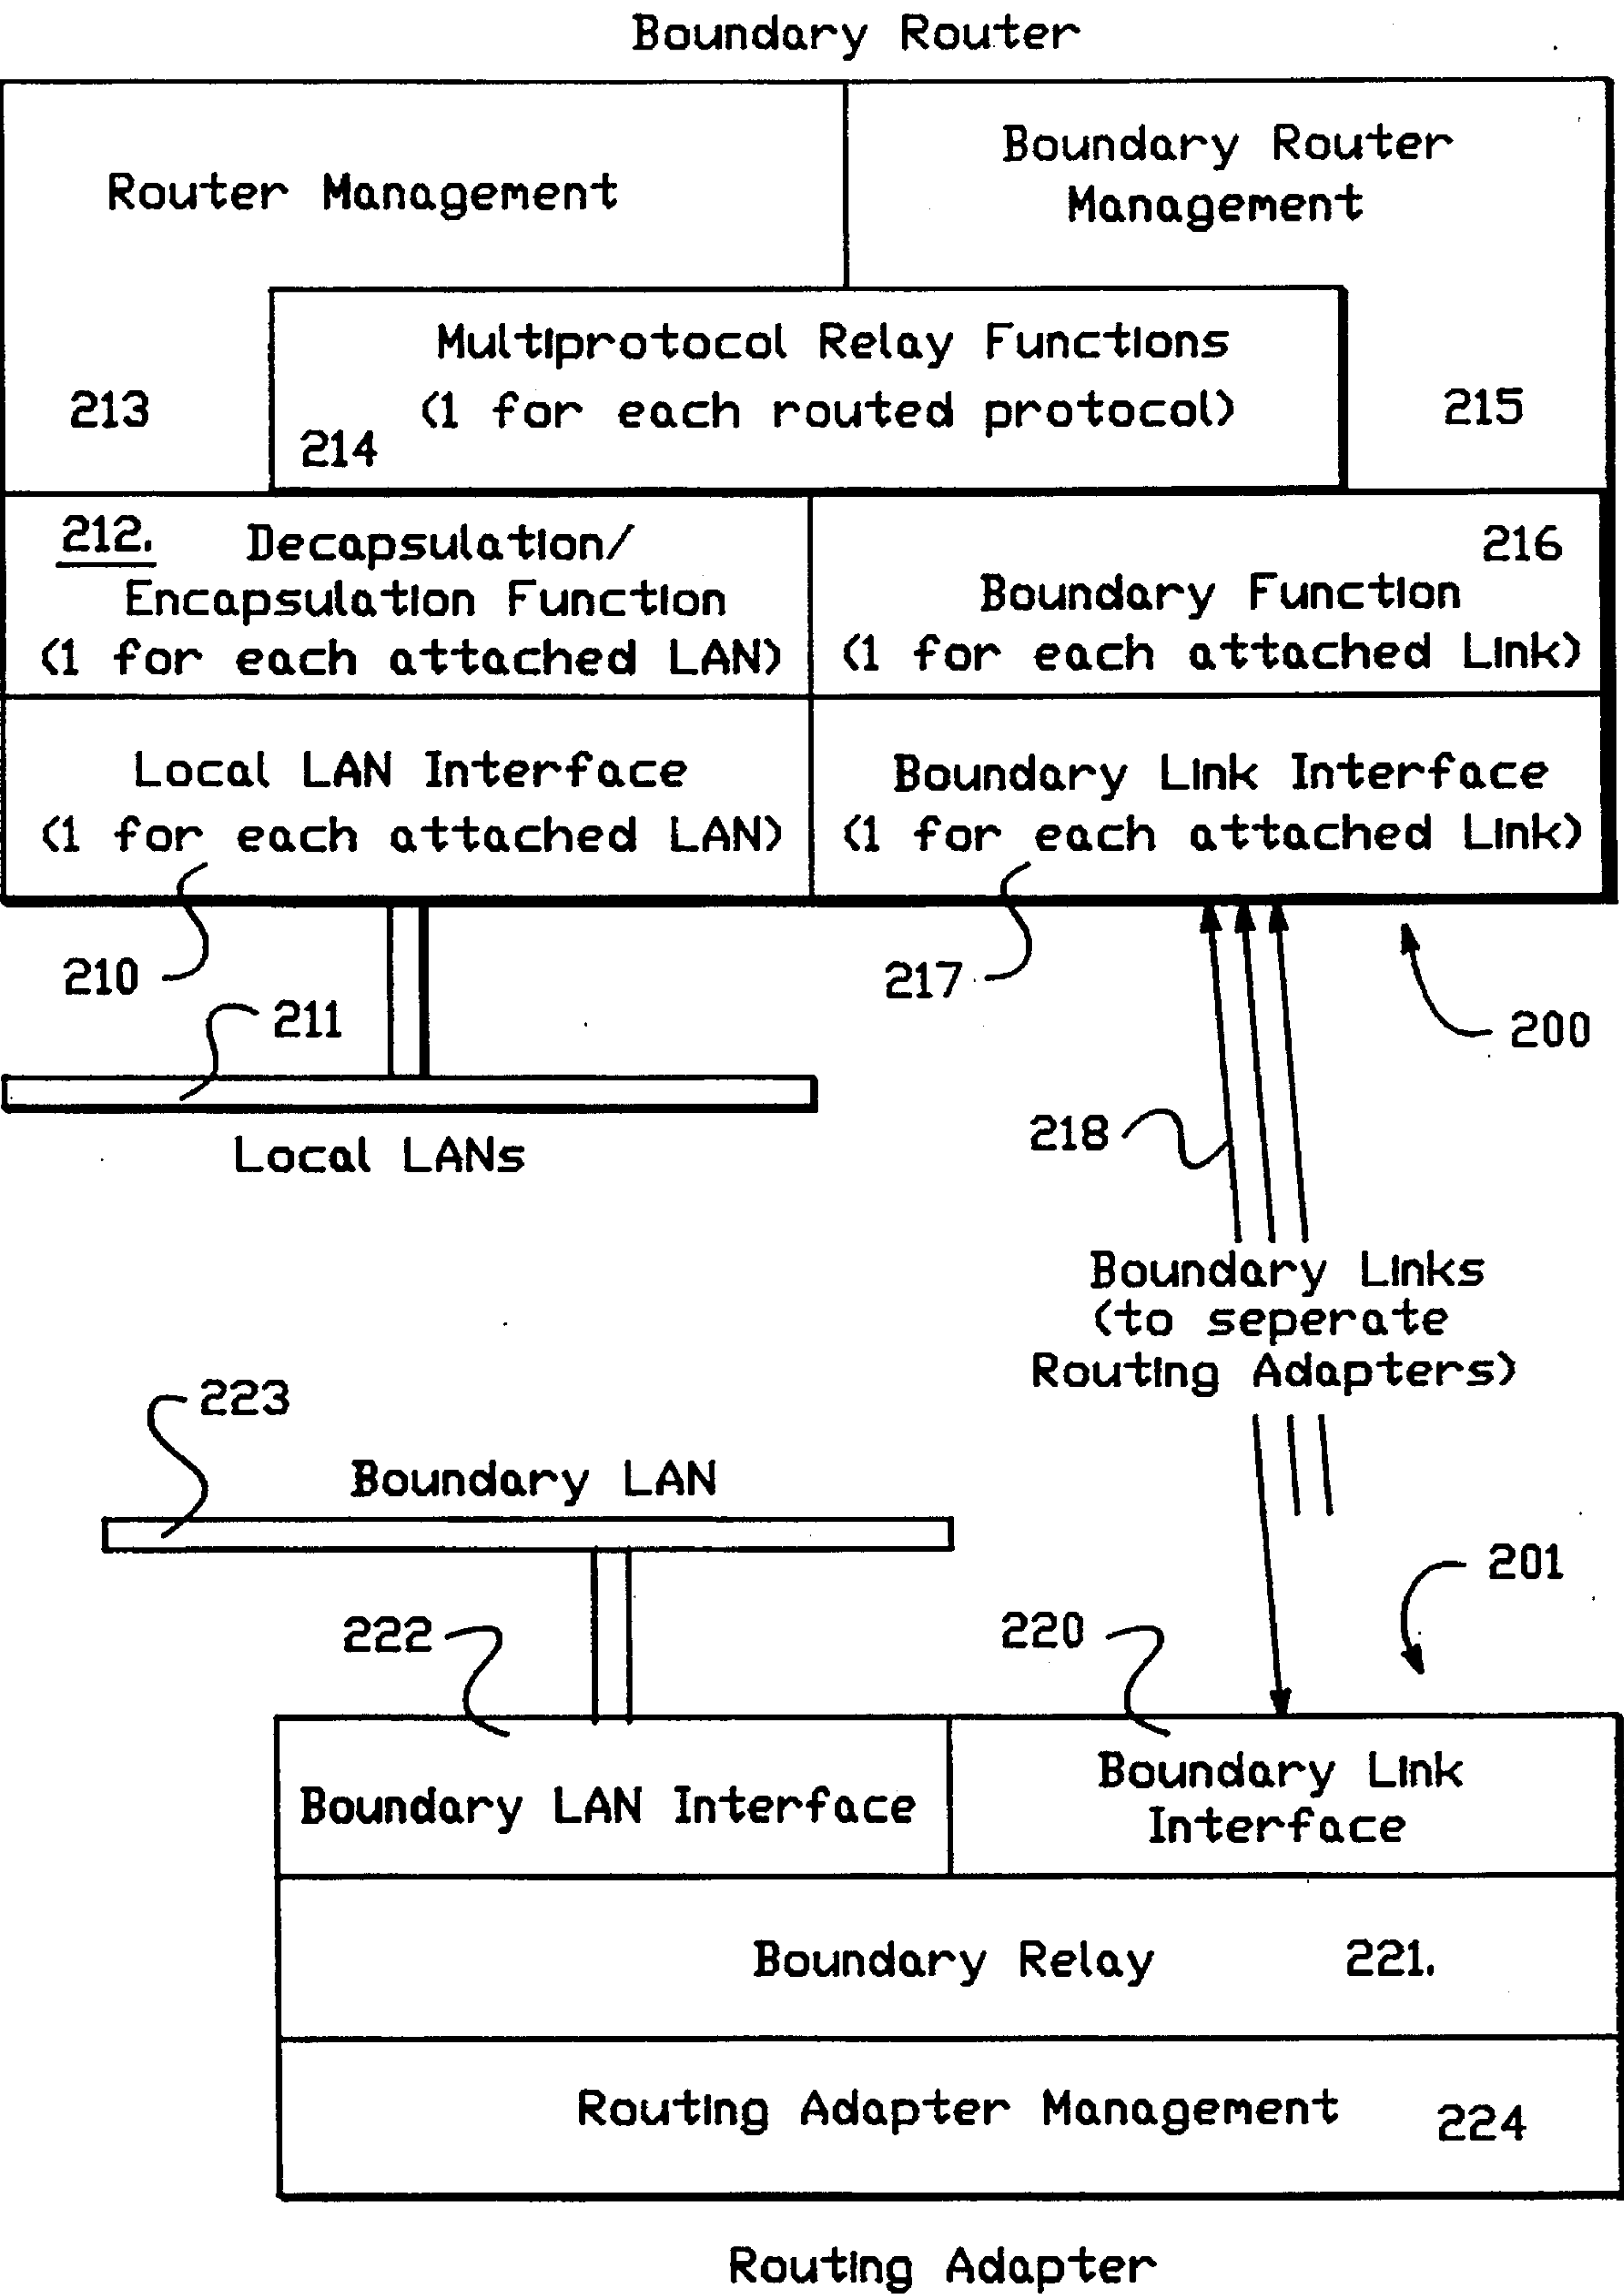 Boundary Router
Router Management
Boundary Router
Management
Multiprotocol Relay Functions
(1 for each routed protocol)
213
214
215
212.
Decapsulation/
Encapsulation Function
(1 for each attached LAN)
216
Boundary Function
(1 for each attached Link)
Local LAN Interface
(1 for each attached LAN)
Boundary Link Interface
(1 for each attached Link)
210
217
211
200
Local LANs
218
Boundary Links
(to seperate
Routing Adapters)
223
Boundary LAN
201
222
220
Boundary LAN Interface
Boundary Link
Interface
Boundary Relay
221.
Routing Adapter Management
224
Routing Adapter